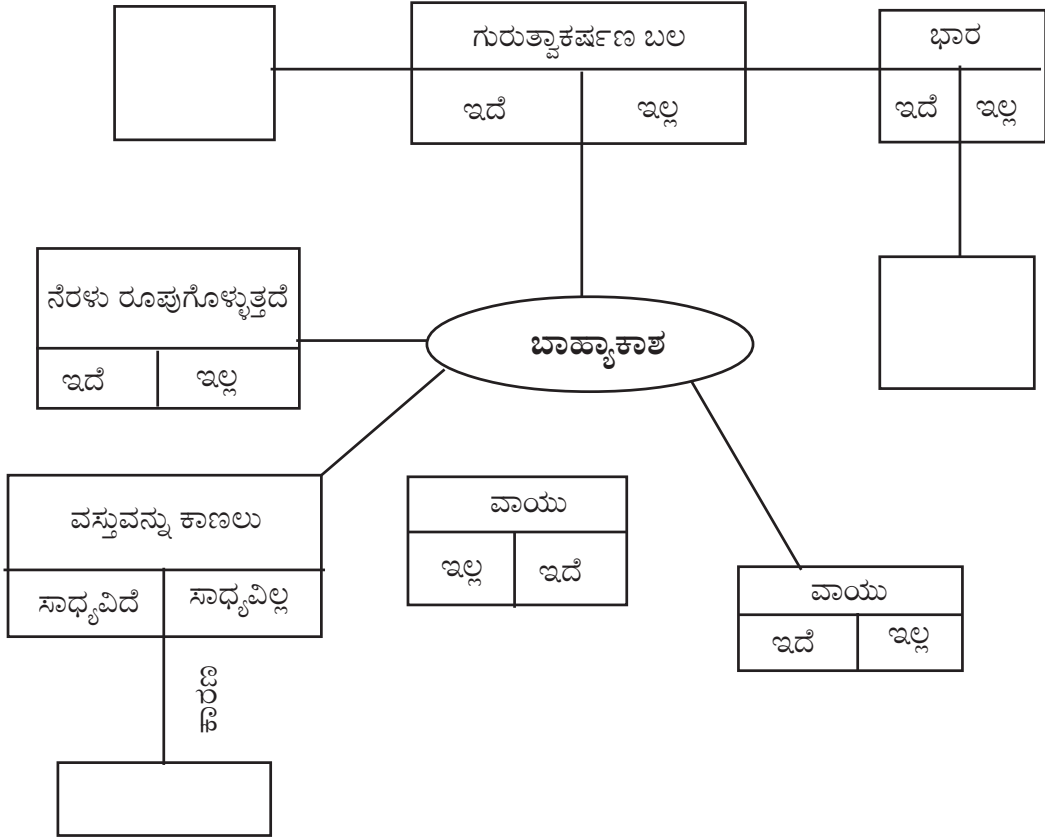 ಗುರುತ್ವಾಕರ್ಷಣ ಬಲ
ಇದೆ ಇಲ್ಲ
ಭಾರ
ಇದೆ ಇಲ್ಲ
ನೆರಳು ರೂಪುಗೊಳ್ಳುತ್ತದೆ
ಇದೆ ಇಲ್ಲ
ಬಾಹ್ಯಾಕಾಶ
ವಸ್ತುವನ್ನು ಕಾಣಲು
ಸಾಧ್ಯವಿದೆ ಸಾಧ್ಯವಿಲ್ಲ
ವಾಯು
ಇಲ್ಲ ಇದೆ
ವಾಯು
ಇದೆ ಇಲ್ಲ